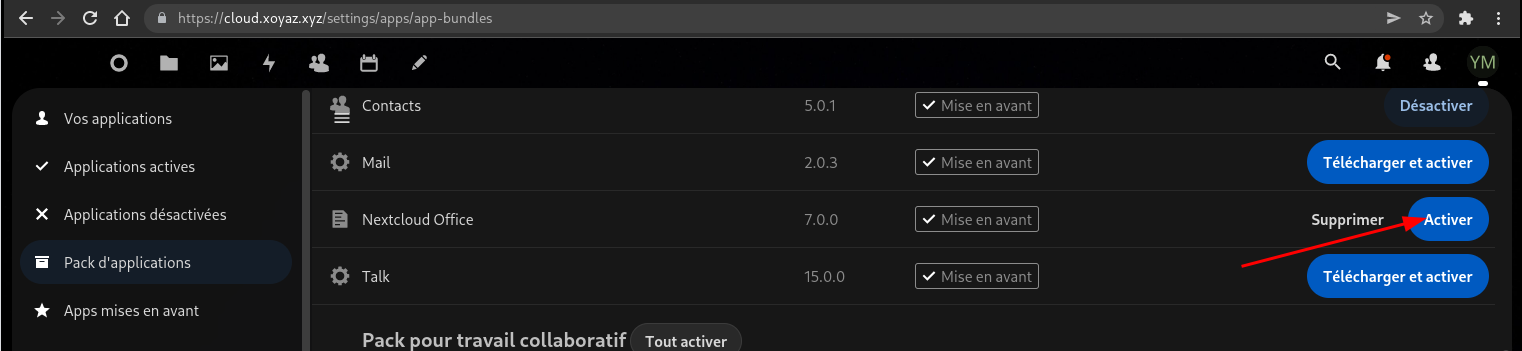 https://cloud.xoyaz.xyz/settings/apps/app-bundles
YM
Vos applications
Applications actives
Applications désactivées
Pack d'applications
Apps mises en avant
Contacts 5.0.1 Mise en avant Désactiver
Mail 2.0.3 Mise en avant Télécharger et activer
Nextcloud Office 7.0.0 Mise en avant Supprimer Activer
Talk 15.0.0 Mise en avant Télécharger et activer
Pack pour travail collaboratif Tout activer